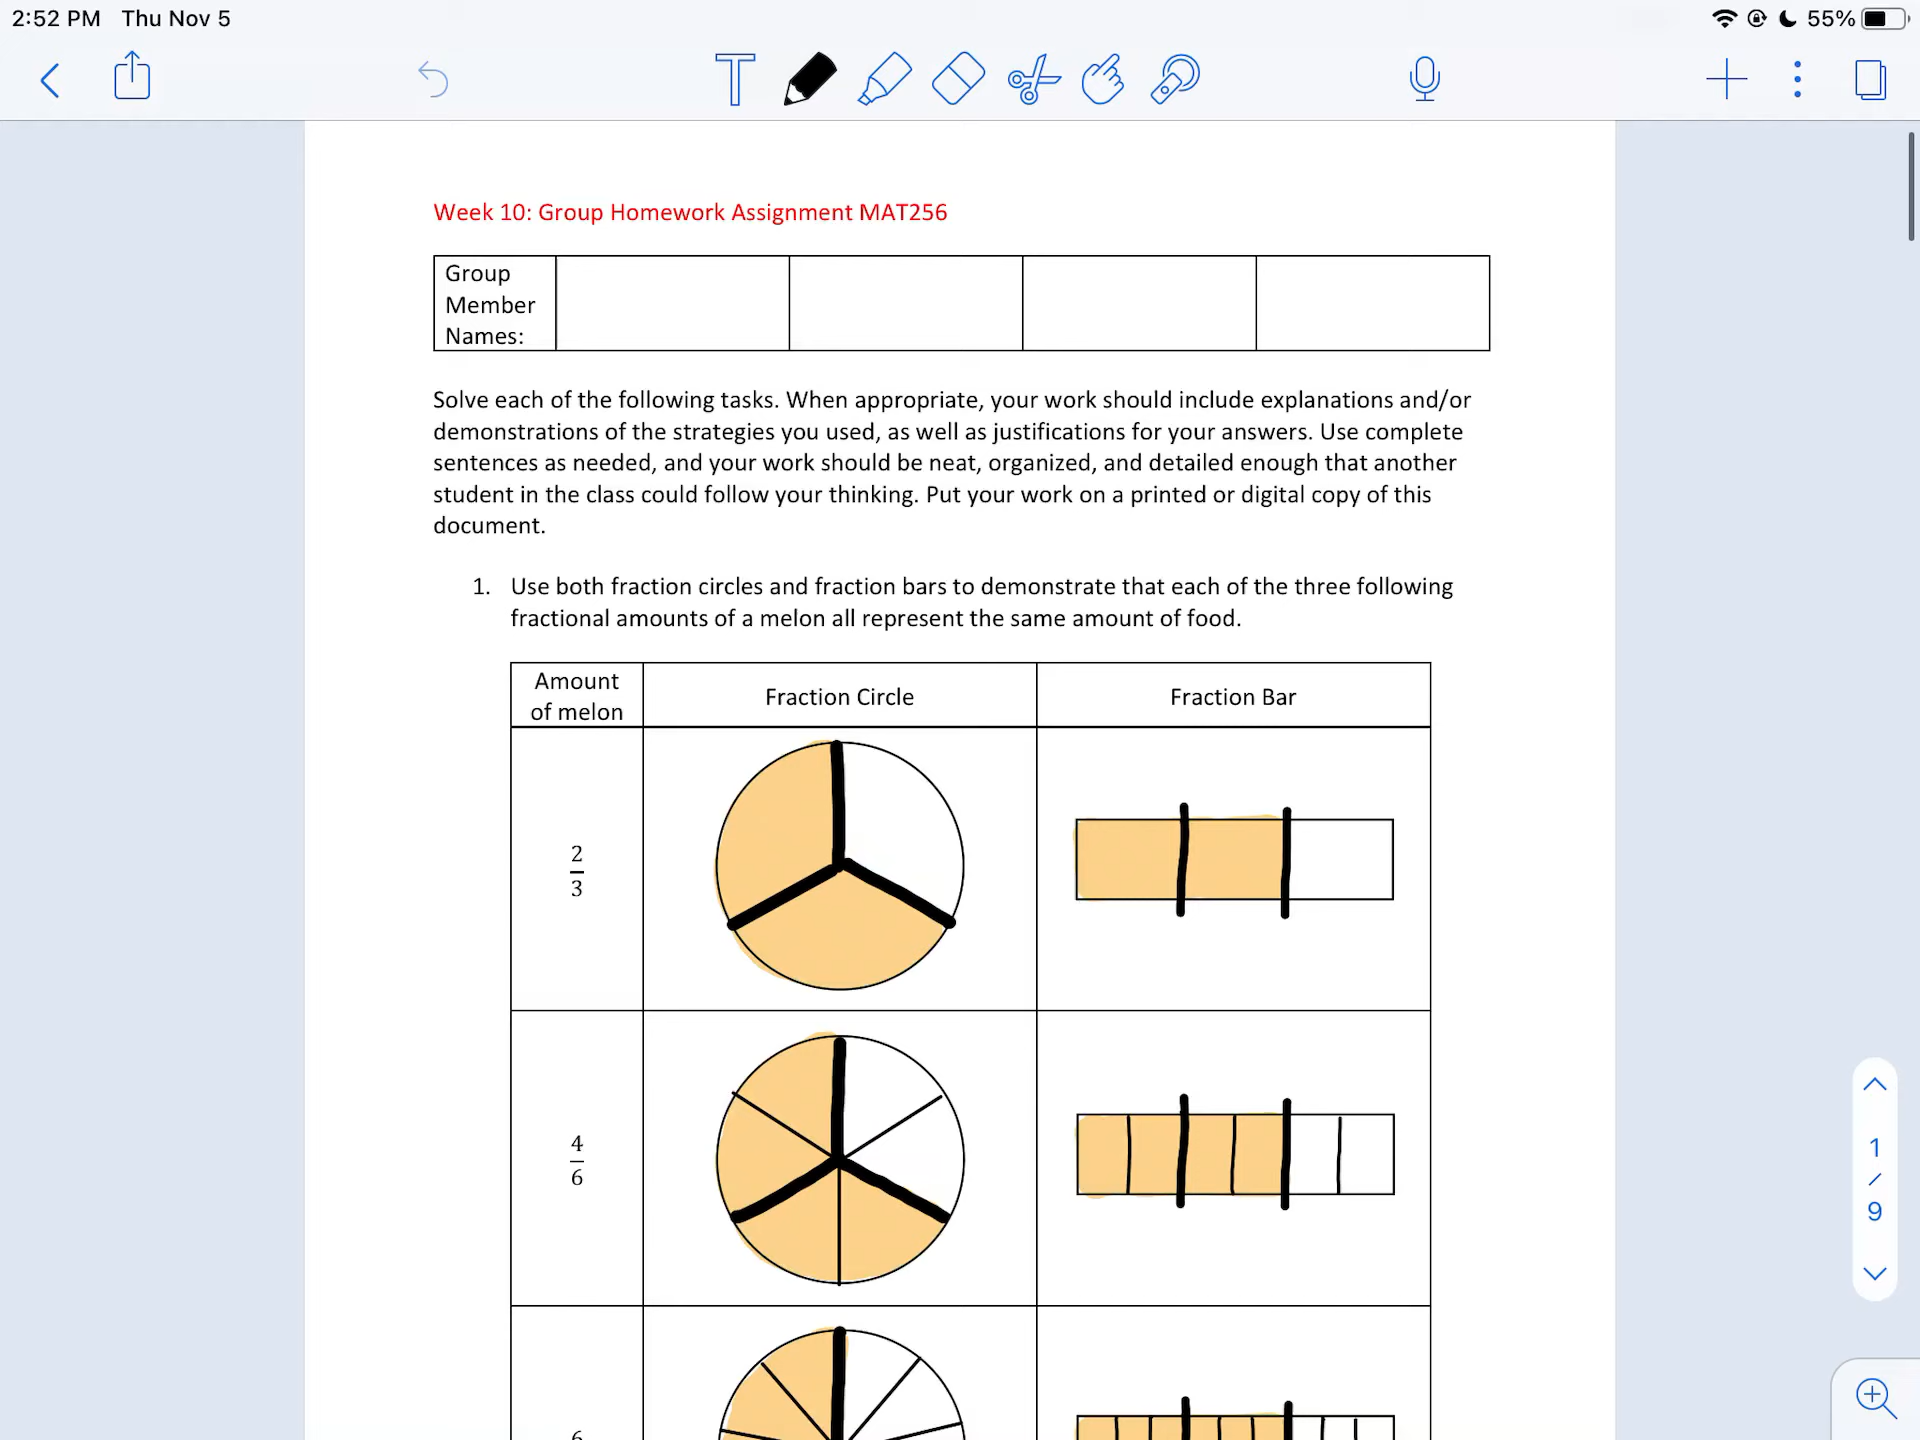 2:52 PM Thu Nov 5 55%
Week 10: Group Homework Assignment MAT256
Group
Member
Names:
Solve each of the following tasks. When appropriate, your work should include explanations and/or
demonstrations of the strategies you used, as well as justifications for your answers. Use complete
sentences as needed, and your work should be neat, organized, and detailed enough that another
student in the class could follow your thinking. Put your work on a printed or digital copy of this
document.
1. Use both fraction circles and fraction bars to demonstrate that each of the three following
fractional amounts of a melon all represent the same amount of food.
Amount
of melon
Fraction Circle
Fraction Bar
2
3
4
6
1
/
9